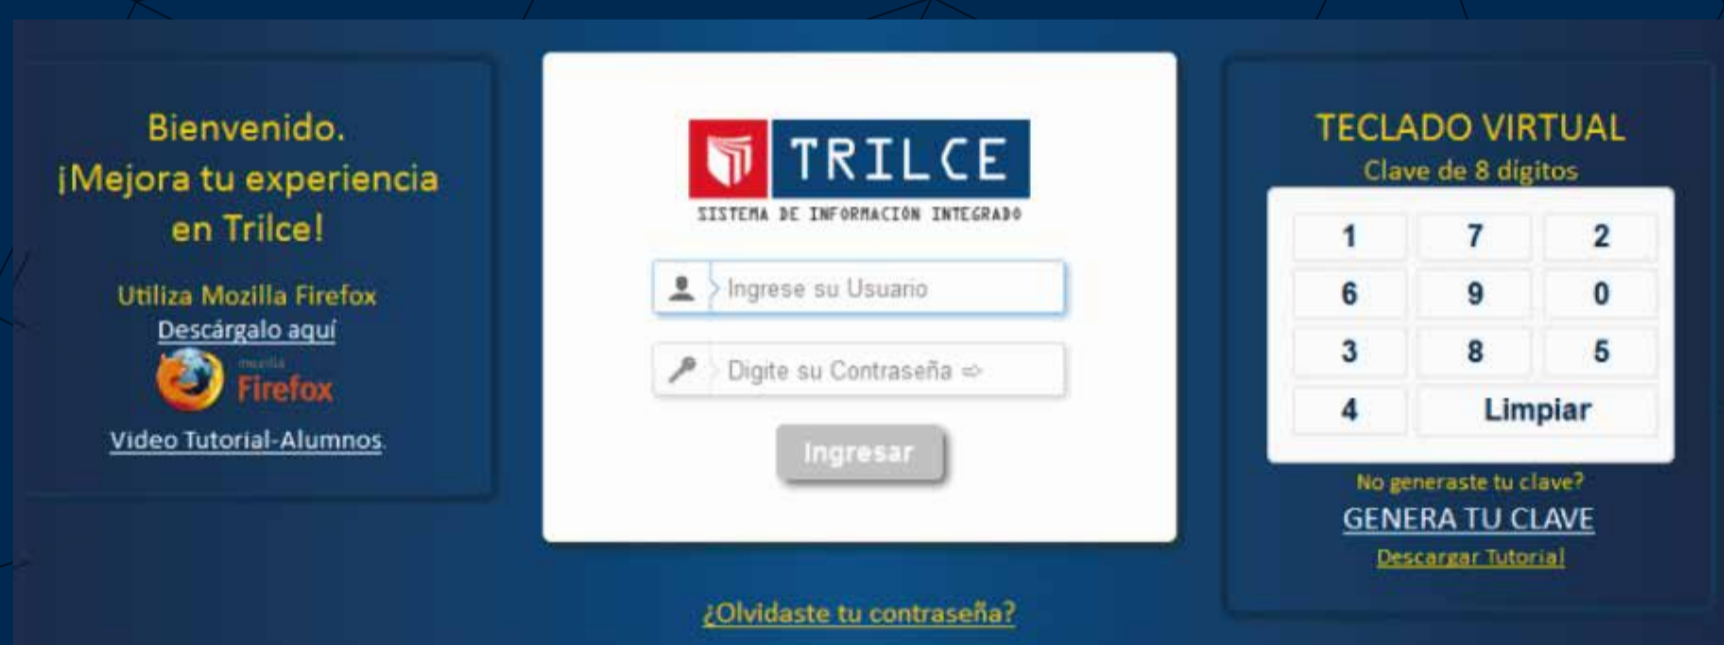 Bienvenido.
¡Mejora tu experiencia
en Trilce!
Utiliza Mozilla Firefox
Descárgalo aquí
mozilla
Firefox
Video Tutorial-Alumnos.
TRILCE
SISTEMA DE INFORMACIÓN INTEGRADO
Ingrese su Usuario
Digite su Contraseña ⇨
Ingresar
¿Olvidaste tu contraseña?
TECLADO VIRTUAL
Clave de 8 dígitos
1 7 2
6 9 0
3 8 5
4 Limpiar
No generaste tu clave?
GENERA TU CLAVE
Descargar Tutorial